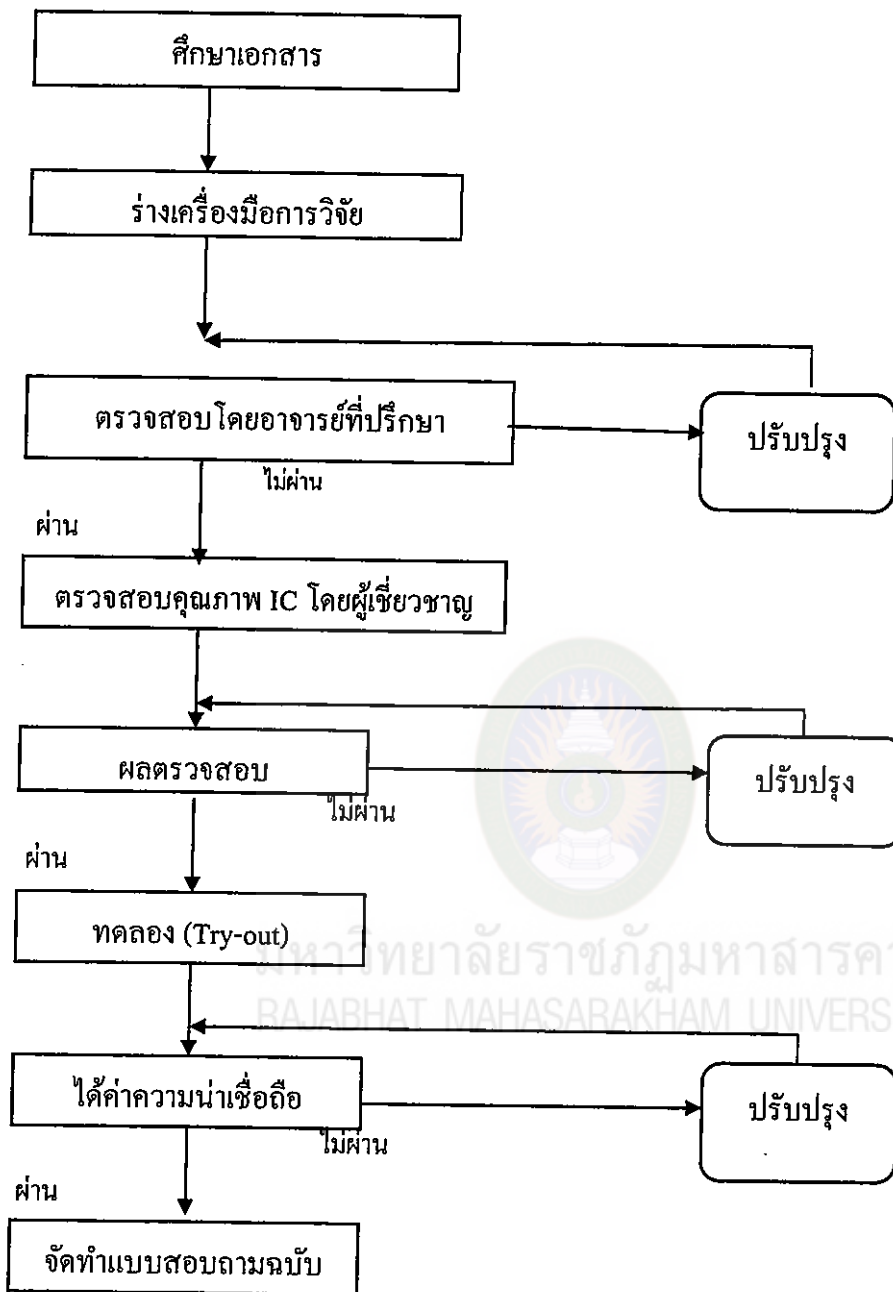 ศึกษาเอกสาร
ร่างเครื่องมือการวิจัย
ตรวจสอบโดยอาจารย์ที่ปรึกษา
ปรับปรุง
ไม่ผ่าน
ผ่าน
ตรวจสอบคุณภาพ IC โดยผู้เชี่ยวชาญ
ผลตรวจสอบ
ปรับปรุง
ไม่ผ่าน
ผ่าน
ทดลอง (Try-out)
มหาวิทยาลัยราชภัฏมหาสารคา
RAJABHAT MAHASARAKHAM UNIVERS
ได้ค่าความน่าเชื่อถือ
ปรับปรุง
ไม่ผ่าน
ผ่าน
จัดทำแบบสอบถามฉบับ